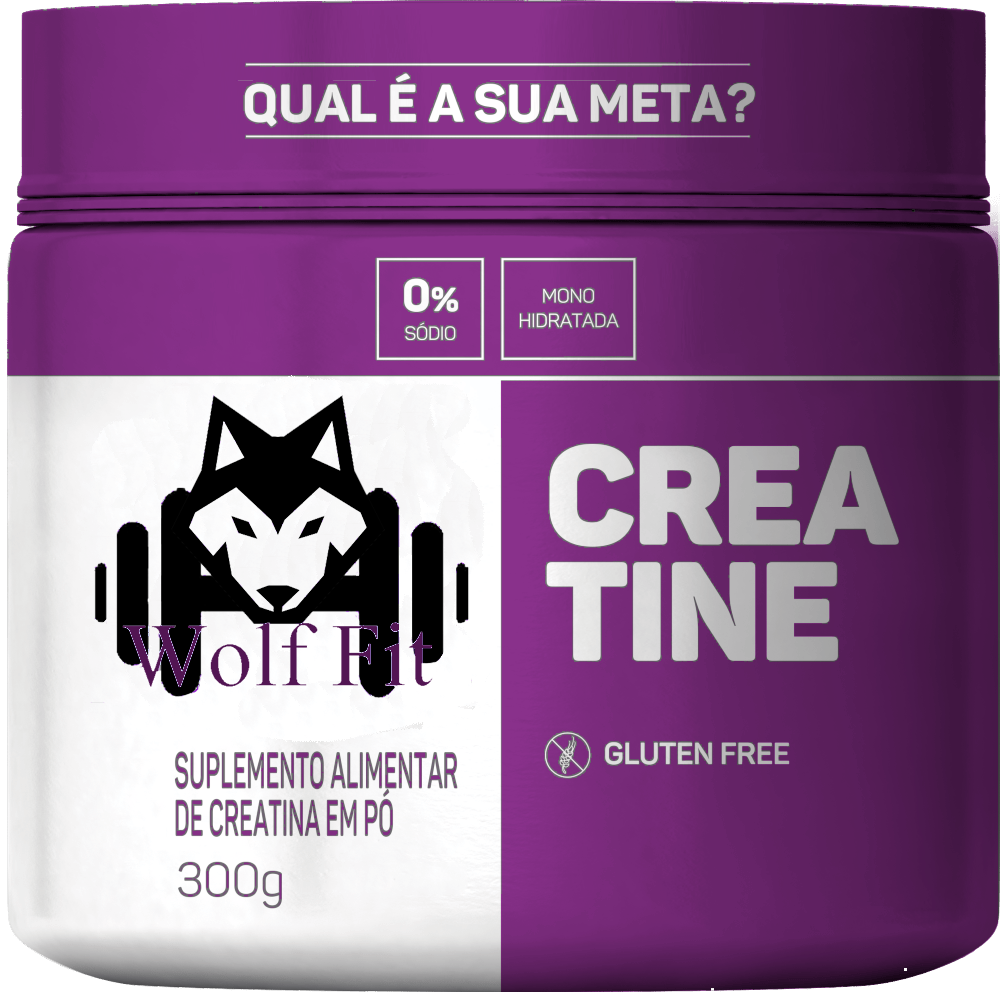 QUAL É A SUA META?
0%
SÓDIO
MONO
HIDRATADA
Wolf Fit
CREA
TINE
GLUTEN FREE
SUPLEMENTO ALIMENTAR
DE CREATINA EM PÓ
300g